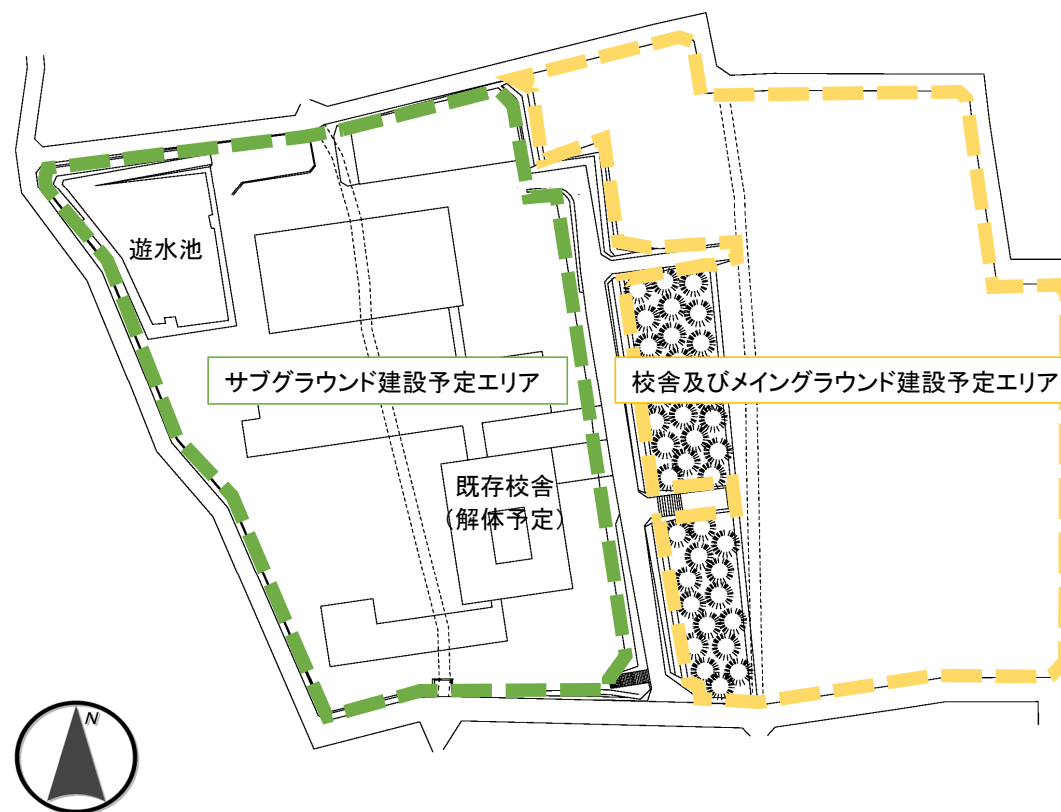 遊水池
サブグラウンド建設予定エリア
校舎及びメイングラウンド建設予定エリア
既存校舎
(解体予定)
N